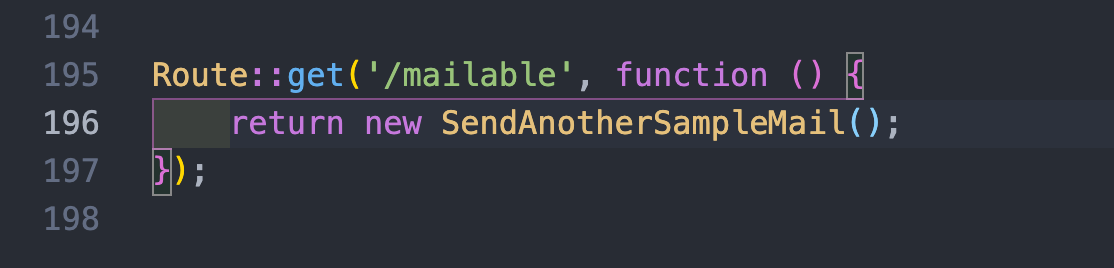 194
195 Route::get('/mailable', function () {
196     return new SendAnotherSampleMail();
197 });
198